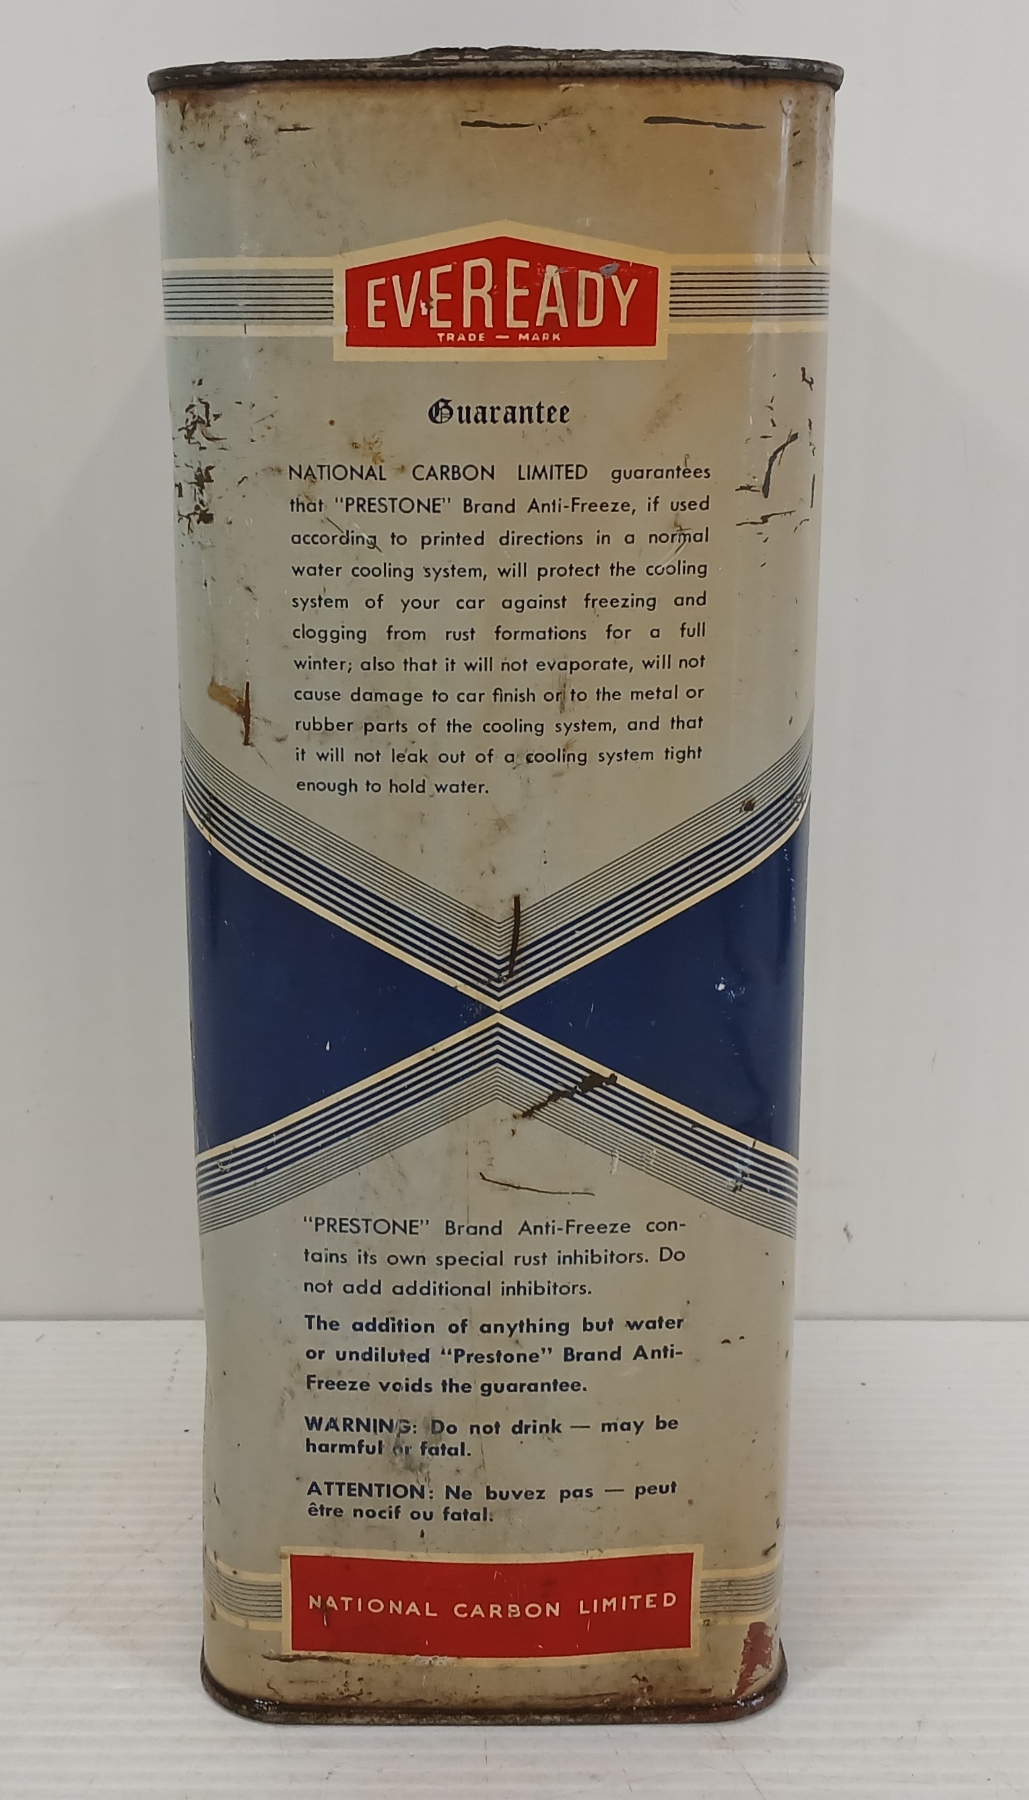 EVEREADY
TRADE — MARK
Guarantee
NATIONAL CARBON LIMITED guarantees
that "PRESTONE" Brand Anti-Freeze, if used
according to printed directions in a normal
water cooling system, will protect the cooling
system of your car against freezing and
clogging from rust formations for a full
winter; also that it will not evaporate, will not
cause damage to car finish or to the metal or
rubber parts of the cooling system, and that
it will not leak out of a cooling system tight
enough to hold water.
"PRESTONE" Brand Anti-Freeze con-
tains its own special rust inhibitors. Do
not add additional inhibitors.
The addition of anything but water
or undiluted "Prestone" Brand Anti-
Freeze voids the guarantee.
WARNING: Do not drink — may be
harmful or fatal.
ATTENTION: Ne buvez pas — peut
être nocif ou fatal.
NATIONAL CARBON LIMITED